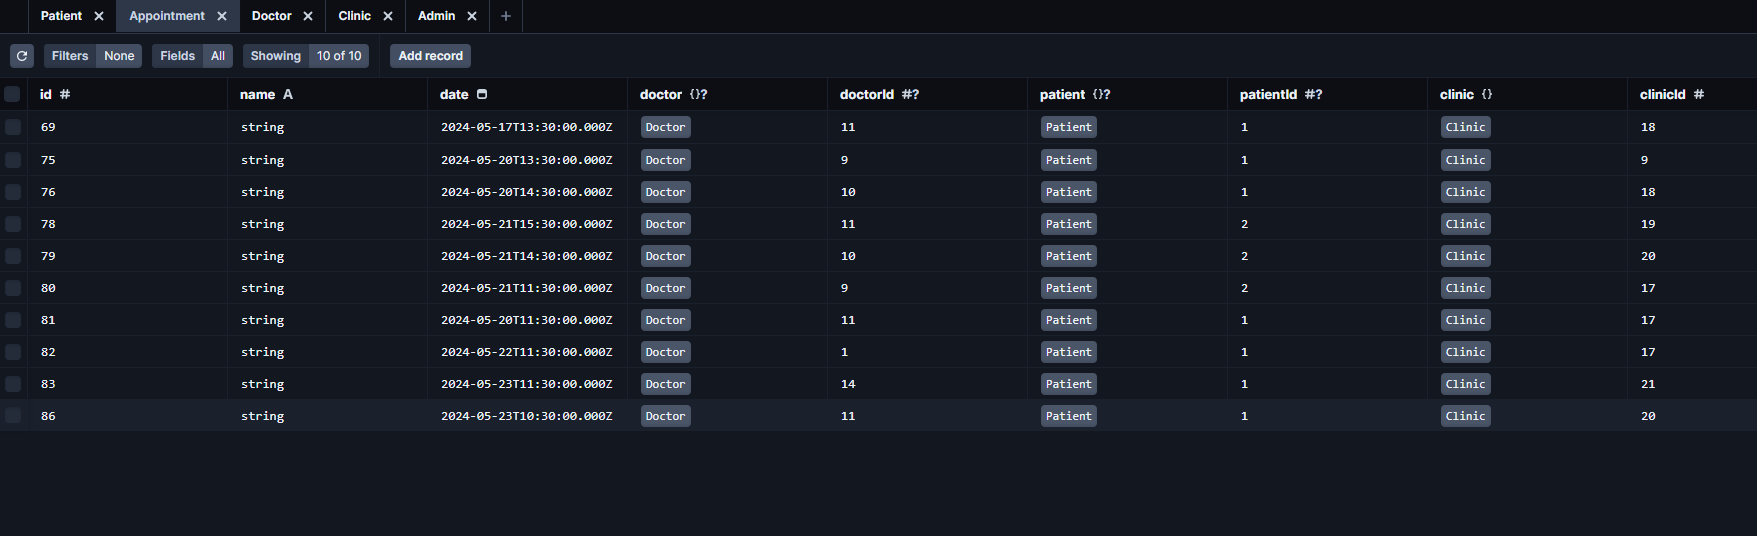 Patient Appointment Doctor Clinic Admin
Filters None Fields All Showing 10 of 10 Add record
id # name A date doctor {}? doctorId #? patient {}? patientId #? clinic {} clinicId #
69 string 2024-05-17T13:30:00.000Z Doctor 11 Patient 1 Clinic 18
75 string 2024-05-20T13:30:00.000Z Doctor 9 Patient 1 Clinic 9
76 string 2024-05-20T14:30:00.000Z Doctor 10 Patient 1 Clinic 18
78 string 2024-05-21T15:30:00.000Z Doctor 11 Patient 2 Clinic 19
79 string 2024-05-21T14:30:00.000Z Doctor 10 Patient 2 Clinic 20
80 string 2024-05-21T11:30:00.000Z Doctor 9 Patient 2 Clinic 17
81 string 2024-05-20T11:30:00.000Z Doctor 11 Patient 1 Clinic 17
82 string 2024-05-22T11:30:00.000Z Doctor 1 Patient 1 Clinic 17
83 string 2024-05-23T11:30:00.000Z Doctor 14 Patient 1 Clinic 21
86 string 2024-05-23T10:30:00.000Z Doctor 11 Patient 1 Clinic 20